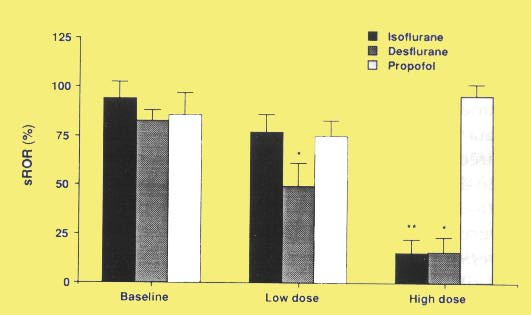 125
100
75
50
25
0
sROR (%)
Isoflurane
Desflurane
Propofol
*
** *
Baseline Low dose High dose